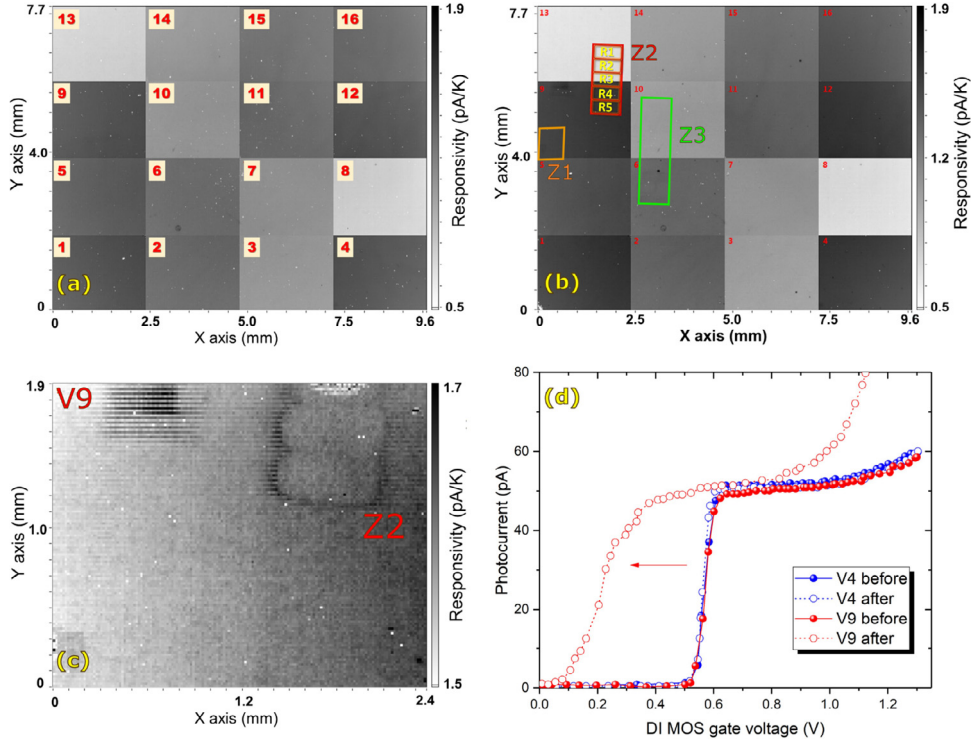 7.7
13
14
15
16
9
10
11
12
Y axis (mm)
4.0
5
6
7
8
1
2
3
4
(a)
0
0
2.5
5.0
7.5
9.6
X axis (mm)
1.9
Responsivity (pA/K)
0.5
7.7
13
14
15
16
Z2
R1
R2
R3
R4
R5
10
11
12
Z3
Y axis (mm)
4.0
Z1
5
6
7
8
1
2
3
4
(b)
0
0
2.5
5.0
7.5
9.6
X axis (mm)
1.9
1.2
Responsivity (pA/K)
0.5
V9
1.9
Y axis (mm)
1.0
Z2
(c)
0
0
1.2
2.4
X axis (mm)
1.7
Responsivity (pA/K)
1.5
(d)
80
60
40
20
0
Photocurrent (pA)
V4 before
V4 after
V9 before
V9 after
0.0 0.2 0.4 0.6 0.8 1.0 1.2
DI MOS gate voltage (V)